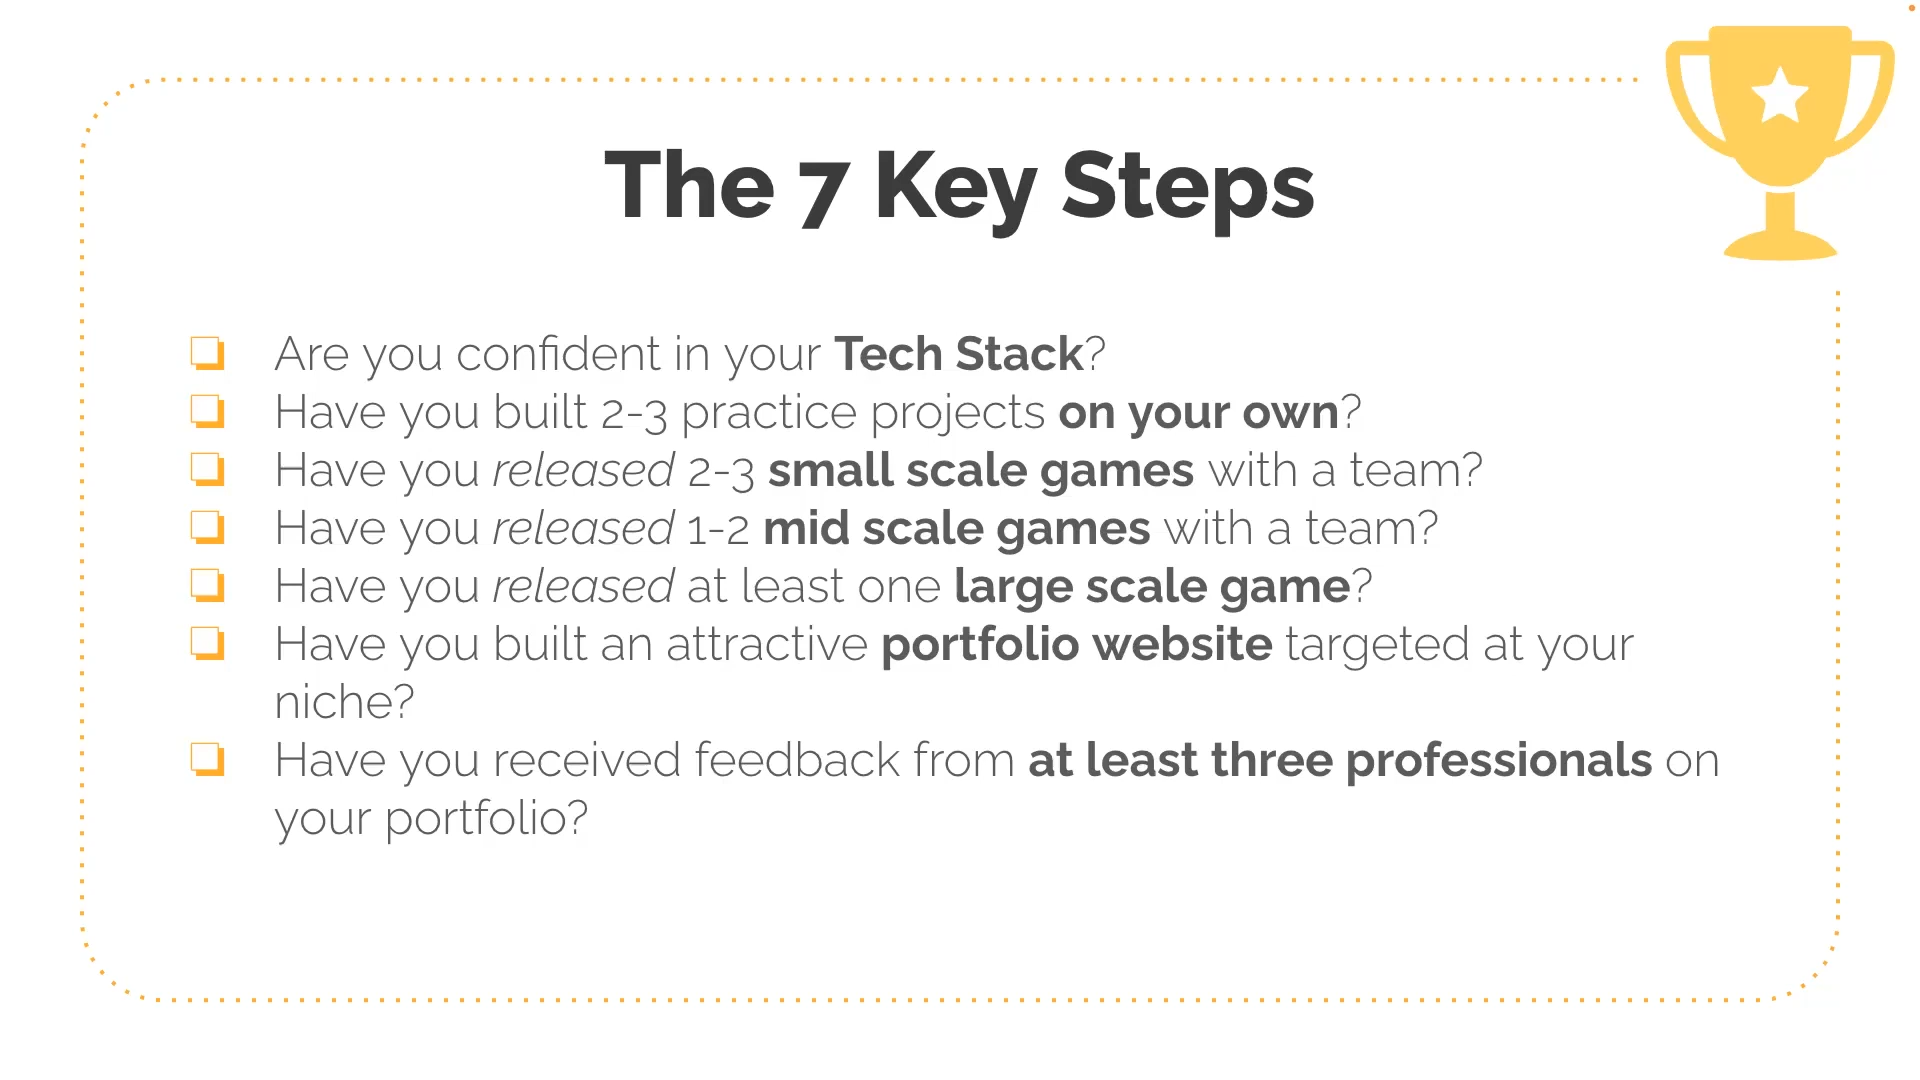 The 7 Key Steps
Are you confident in your Tech Stack?
Have you built 2-3 practice projects on your own?
Have you released 2-3 small scale games with a team?
Have you released 1-2 mid scale games with a team?
Have you released at least one large scale game?
Have you built an attractive portfolio website targeted at your
niche?
Have you received feedback from at least three professionals on
your portfolio?